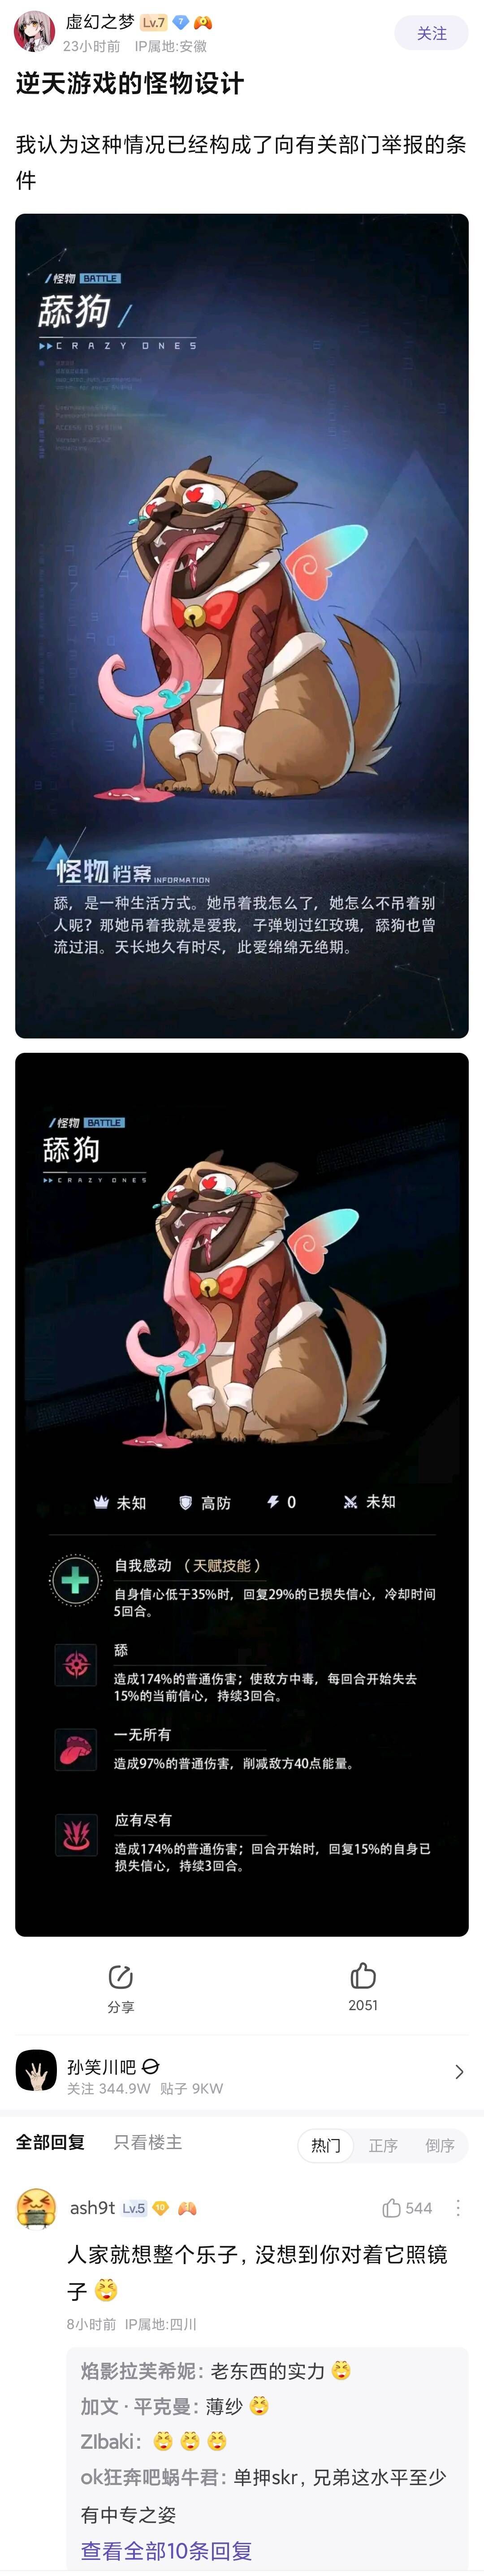 虚幻之梦 Lv.7 7
23小时前 IP属地:安徽
关注
逆天游戏的怪物设计
我认为这种情况已经构成了向有关部门举报的条
件
怪物 BATTLE
舔狗
CRAZY ONES
怪物档案 INFORMATION
舔，是一种生活方式。她吊着我怎么了，她怎么不吊着别
人呢？那她吊着我就是爱我，子弹划过红玫瑰，舔狗也曾
流过泪。天长地久有时尽，此爱绵绵无绝期。
怪物 BATTLE
舔狗
CRAZY ONES
未知 高防 0 未知
自我感动（天赋技能）
自身信心低于35%时，回复29%的已损失信心，冷却时间
5回合。
舔
造成174%的普通伤害；使敌方中毒，每回合开始失去
15%的当前信心，持续3回合。
一无所有
造成97%的普通伤害，削减敌方40点能量。
应有尽有
造成174%的普通伤害；回合开始时，回复15%的自身已
损失信心，持续3回合。
分享
2051
孙笑川吧
关注 344.9W 贴子 9KW
全部回复 只看楼主 热门 正序 倒序
ash9t Lv.5 10
544
人家就想整个乐子，没想到你对着它照镜
子
8小时前 IP属地:四川
焰影拉芙希妮：老东西的实力
加文·平克曼：薄纱
ZIbaki：
ok狂奔吧蜗牛君：单押skr，兄弟这水平至少
有中专之姿
查看全部10条回复